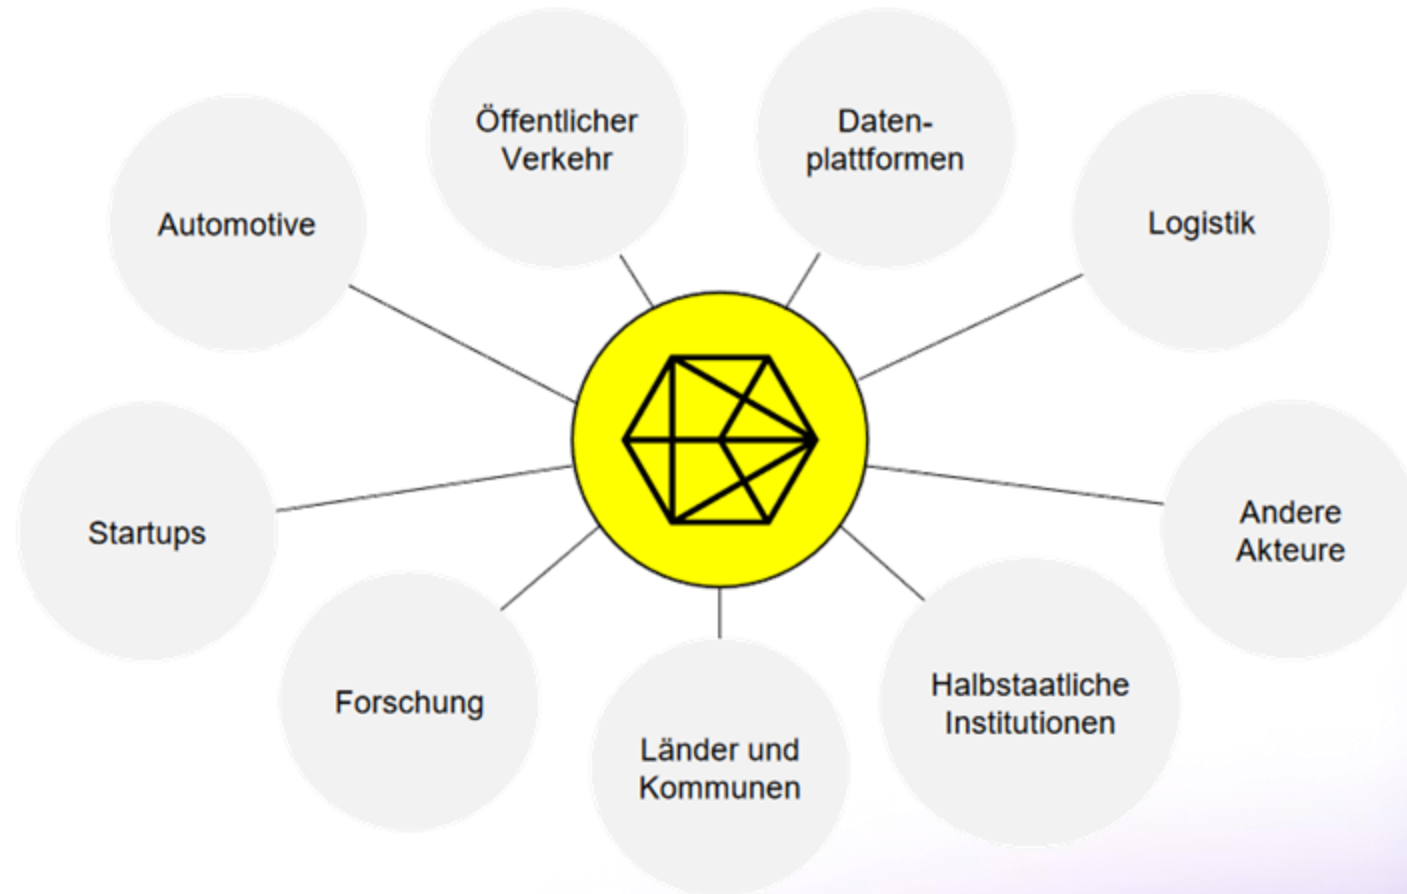 Öffentlicher
Verkehr
Daten-
plattformen
Automotive
Logistik
Startups
Andere
Akteure
Forschung
Halbstaatliche
Institutionen
Länder und
Kommunen